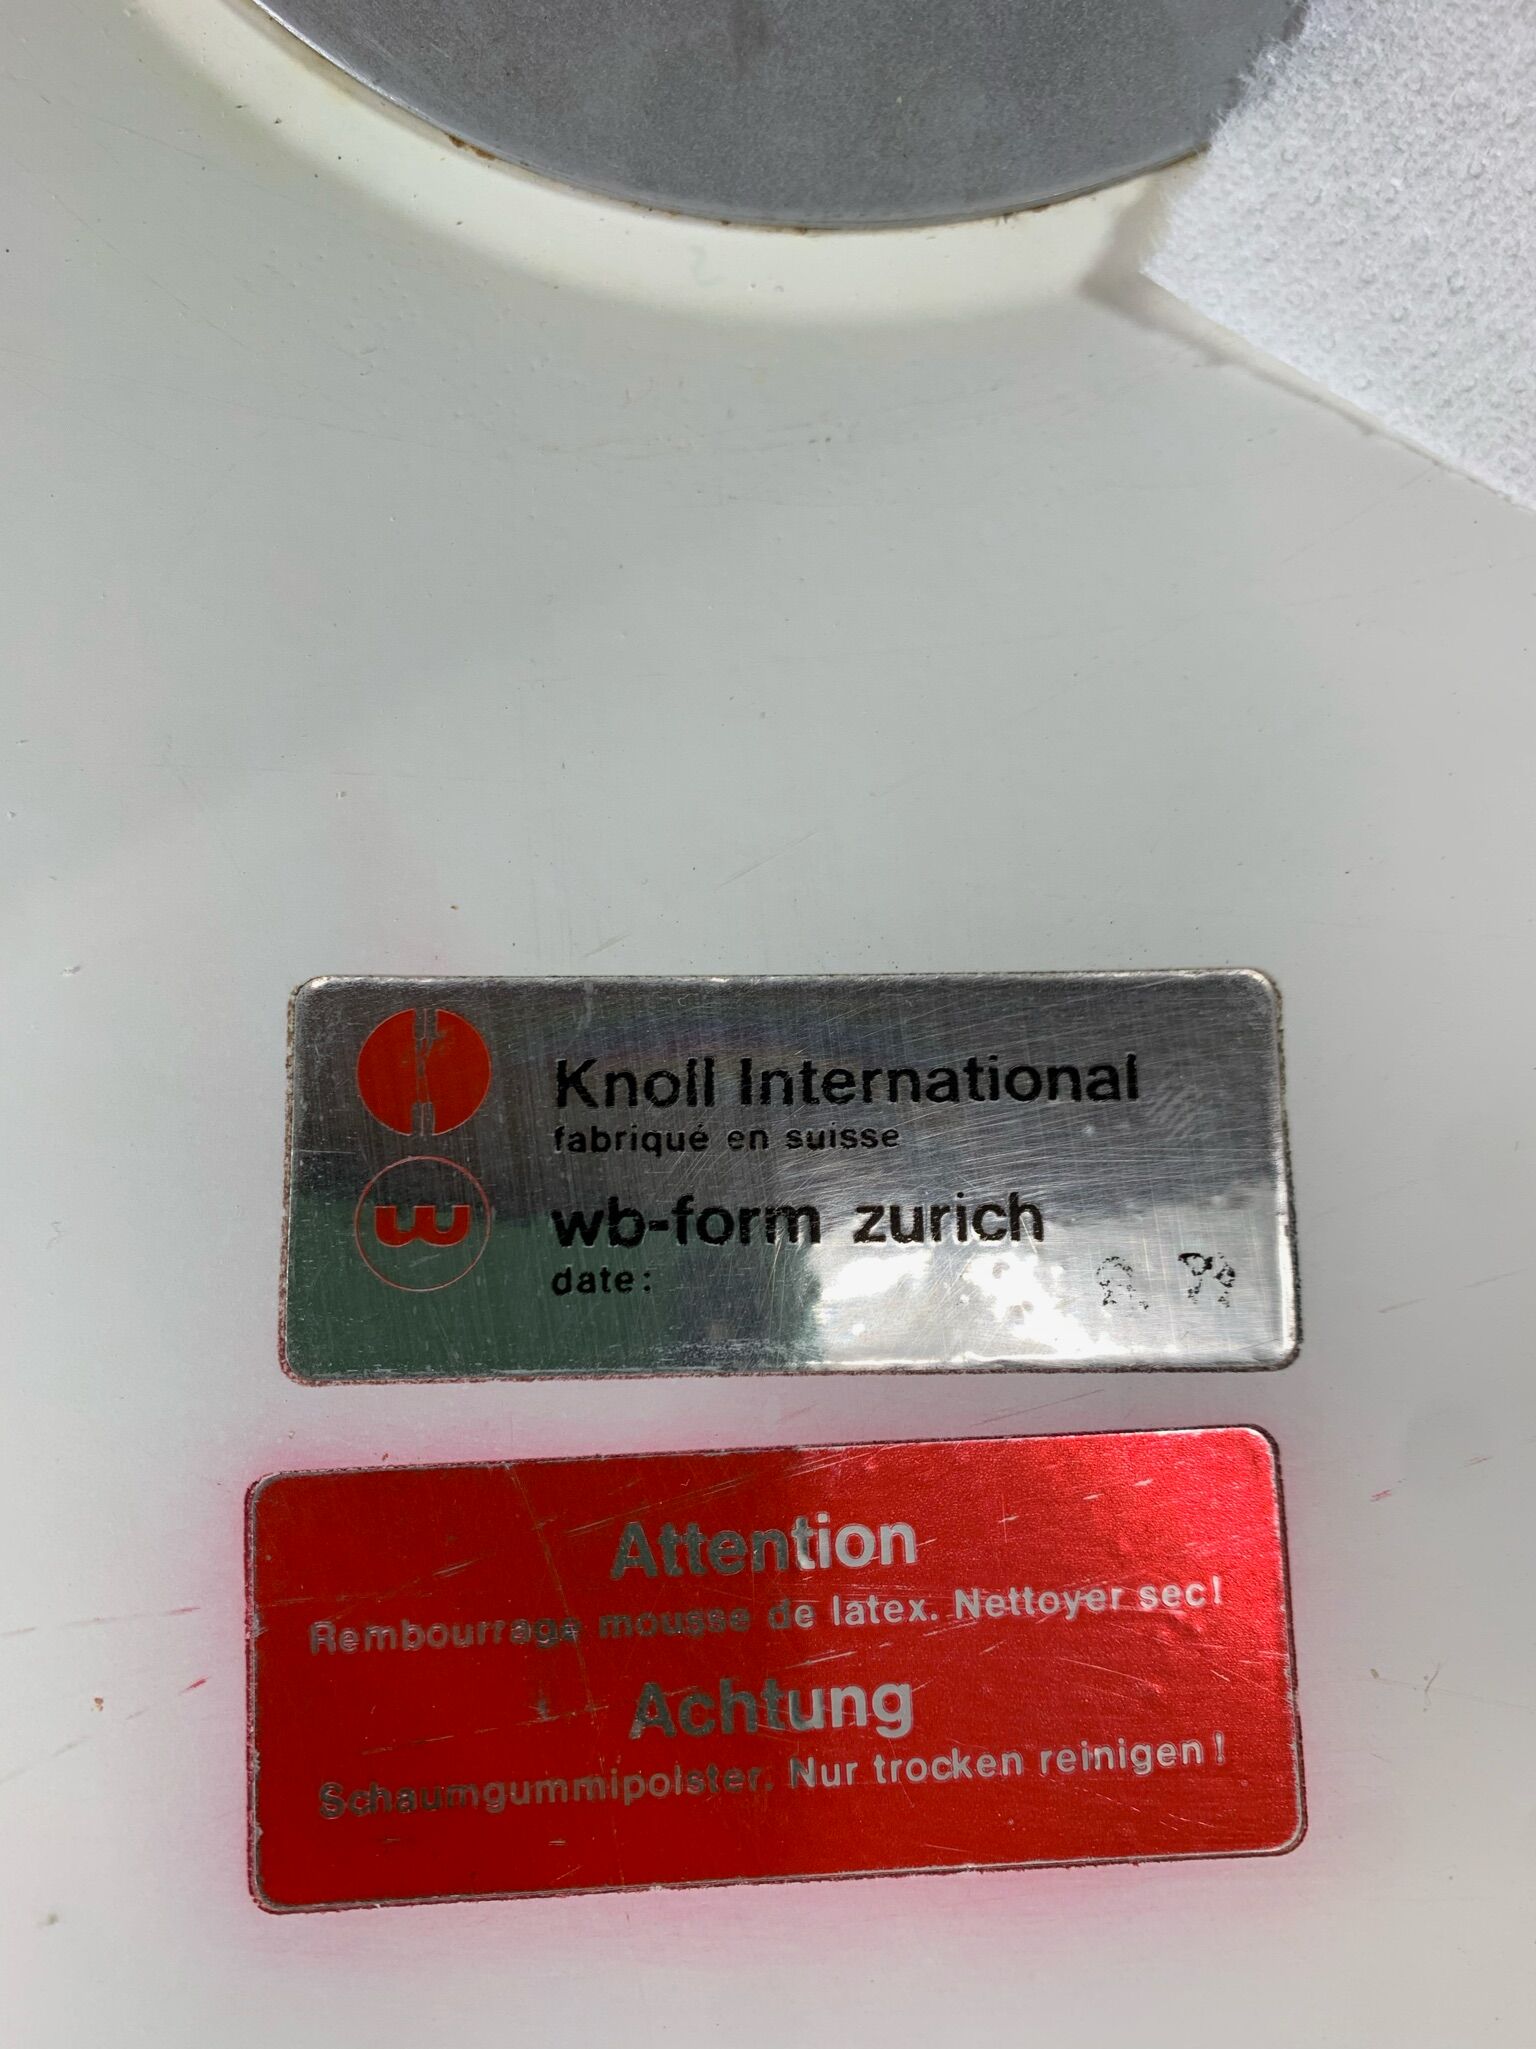 Knoll International
fabriqué en suisse
wb-form zurich
date:
Attention
Rembourrage mousse de latex. Nettoyer sec!
Achtung
Schaumgummipolster. Nur trocken reinigen!